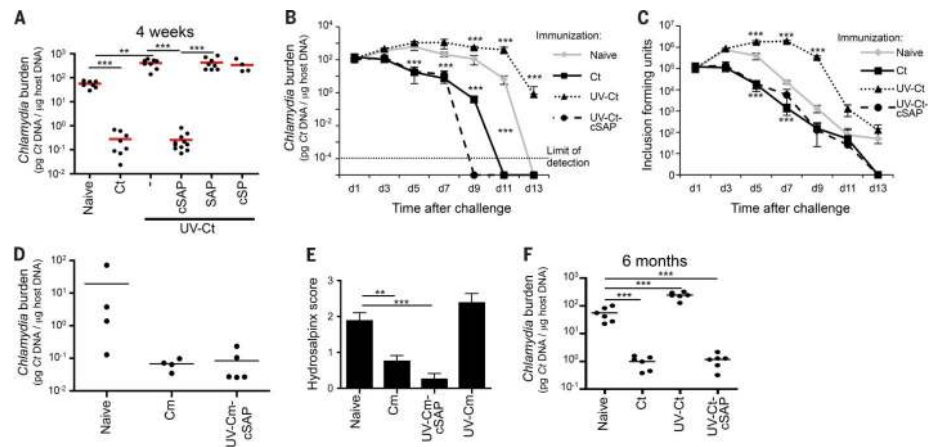 A
4 weeks
***
***
**
***
Chlamydia burden
(pg Ct DNA / µg host DNA)
10³
10²
10¹
10⁰
10⁻¹
10⁻²
Naive
Ct
-
cSAP
SAP
cSP
UV-Ct
B
Chlamydia burden
(pg Ct DNA / µg host DNA)
10⁴
10²
10⁰
10⁻²
10⁻⁴
***
***
***
***
***
***
***
Immunization:
Naive
Ct
UV-Ct
UV-Ct-
cSAP
Limit of
detection
d1 d3 d5 d7 d9 d11 d13
Time after challenge
C
Inclusion forming units
10⁶
10⁵
10⁴
10³
10²
10¹
10⁰
***
***
***
***
***
Immunization:
Naive
Ct
UV-Ct
UV-Ct-
cSAP
d1 d3 d5 d7 d9 d11 d13
Time after challenge
D
Chlamydia burden
(pg Ct DNA / µg host DNA)
10²
10¹
10⁰
10⁻¹
10⁻²
Naive
Cm
UV-Cm-
cSAP
E
Hydrosalpinx score
3
2
1
0
**
***
Naive
Cm
UV-Cm-
cSAP
UV-Cm
F
6 months
***
***
***
Chlamydia burden
(pg Ct DNA / µg host DNA)
10³
10²
10¹
10⁰
10⁻¹
Naive
Ct
UV-Ct
UV-Ct-
cSAP